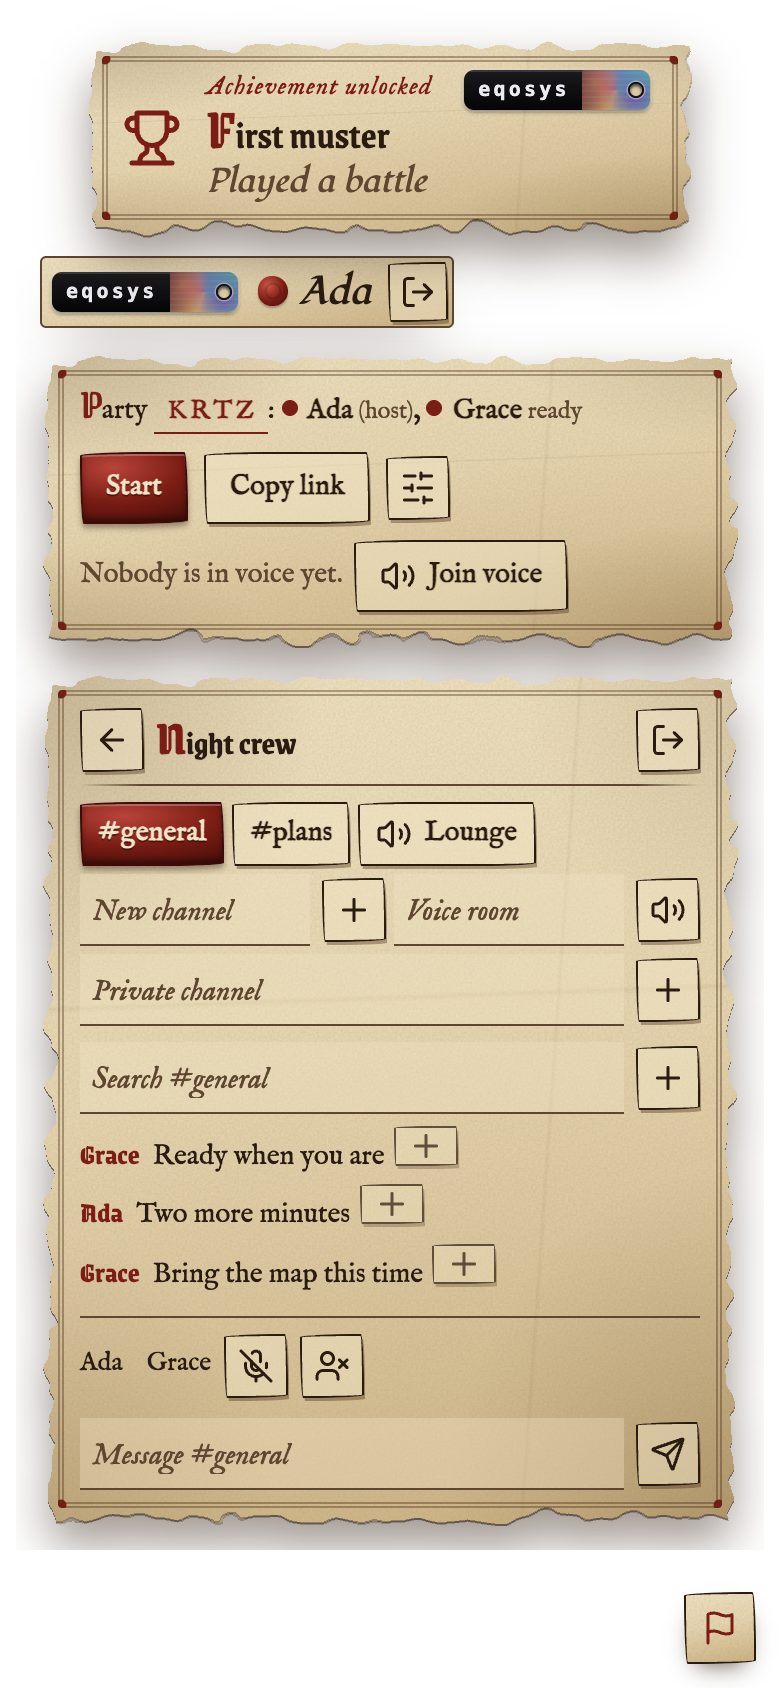 Achievement unlocked
eqosys
First muster
Played a battle
eqosys Ada
Party KRTZ : Ada (host), Grace ready
Start Copy link
Nobody is in voice yet. Join voice
Night crew
#general #plans Lounge
New channel Voice room
Private channel
Search #general
Grace Ready when you are
Ada Two more minutes
Grace Bring the map this time
Ada Grace
Message #general